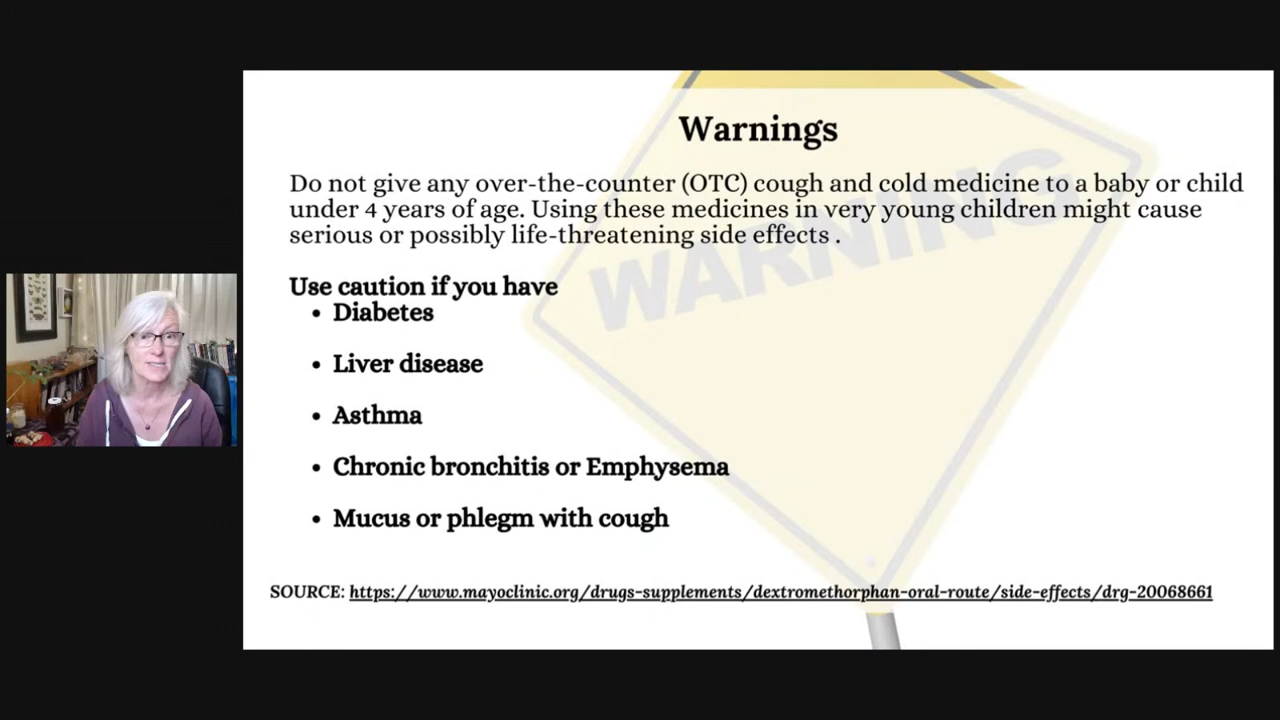 Warnings
WARNING
Do not give any over-the-counter (OTC) cough and cold medicine to a baby or child
under 4 years of age. Using these medicines in very young children might cause
serious or possibly life-threatening side effects .
Use caution if you have
• Diabetes
• Liver disease
• Asthma
• Chronic bronchitis or Emphysema
• Mucus or phlegm with cough
SOURCE: https://www.mayoclinic.org/drugs-supplements/dextromethorphan-oral-route/side-effects/drg-20068661